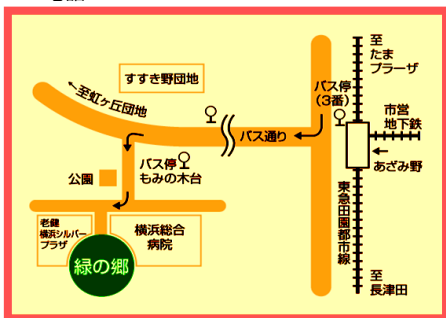 至
たま
プラーザ
すすき野団地
←至虹ヶ丘団地
バス停
(3番)
市営
地下鉄
バス通り
バス停
もみの木台
公園
あざみ野
東急田園都市線
老健
横浜シルバー
プラザ
横浜総合
病院
緑の郷
至
長津田